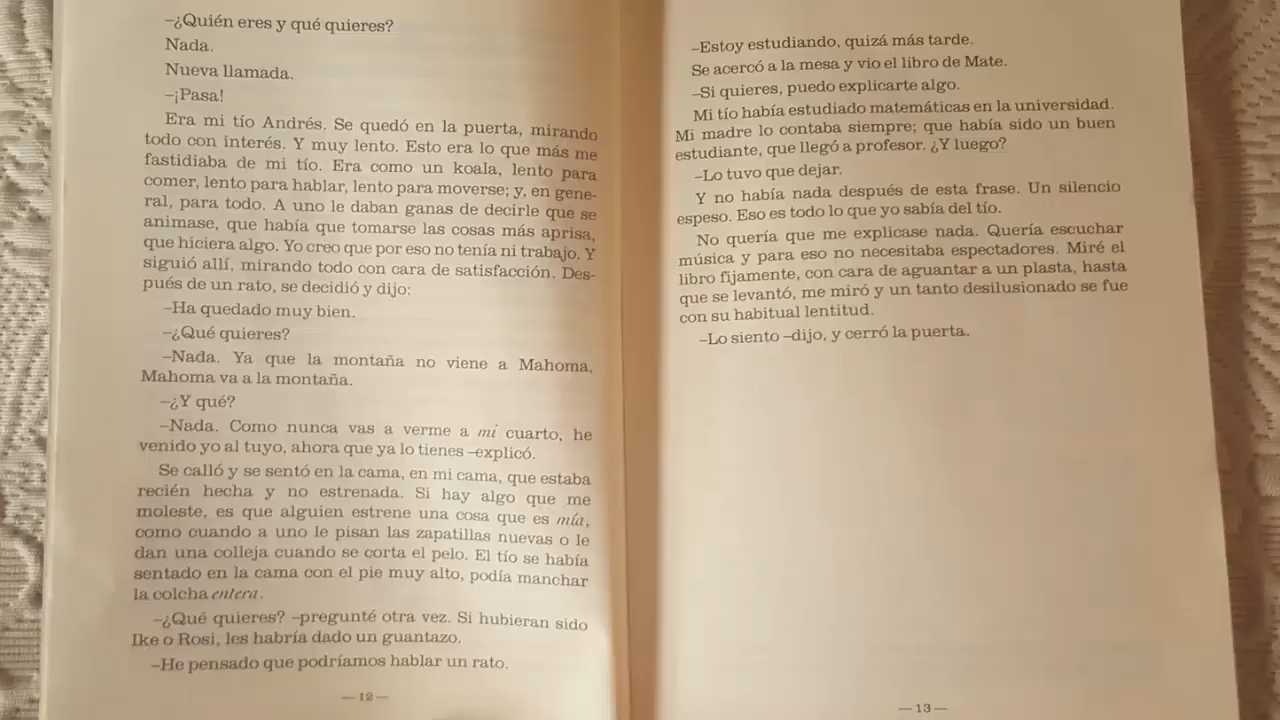 –¿Quién eres y qué quieres?
Nada.
Nueva llamada.
–¡Pasa!
Era mi tío Andrés. Se quedó en la puerta, mirando
todo con interés. Y muy lento. Esto era lo que más me
fastidiaba de mi tío. Era como un koala, lento para
comer, lento para hablar, lento para moverse; y, en gene-
ral, para todo. A uno le daban ganas de decirle que se
animase, que había que tomarse las cosas más aprisa,
que hiciera algo. Yo creo que por eso no tenía ni trabajo. Y
siguió allí, mirando todo con cara de satisfacción. Des-
pués de un rato, se decidió y dijo:
–Ha quedado muy bien.
–¿Qué quieres?
–Nada. Ya que la montaña no viene a Mahoma,
Mahoma va a la montaña.
–¿Y qué?
–Nada. Como nunca vas a verme a mi cuarto, he
venido yo al tuyo, ahora que ya lo tienes –explicó.
Se calló y se sentó en la cama, en mi cama, que estaba
recién hecha y no estrenada. Si hay algo que me
moleste, es que alguien estrene una cosa que es mía,
como cuando a uno le pisan las zapatillas nuevas o le
dan una colleja cuando se corta el pelo. El tío se había
sentado en la cama con el pie muy alto, podía manchar
la colcha entera.
–¿Qué quieres? –pregunté otra vez. Si hubieran sido
Ike o Rosi, les habría dado un guantazo.
–He pensado que podríamos hablar un rato.
— 12 —
–Estoy estudiando, quizá más tarde.
Se acercó a la mesa y vio el libro de Mate.
–Si quieres, puedo explicarte algo.
Mi tío había estudiado matemáticas en la universidad.
Mi madre lo contaba siempre; que había sido un buen
estudiante, que llegó a profesor. ¿Y luego?
–Lo tuvo que dejar.
Y no había nada después de esta frase. Un silencio
espeso. Eso es todo lo que yo sabía del tío.
No quería que me explicase nada. Quería escuchar
música y para eso no necesitaba espectadores. Miré el
libro fijamente, con cara de aguantar a un plasta, hasta
que se levantó, me miró y un tanto desilusionado se fue
con su habitual lentitud.
–Lo siento –dijo, y cerró la puerta.
— 13 —